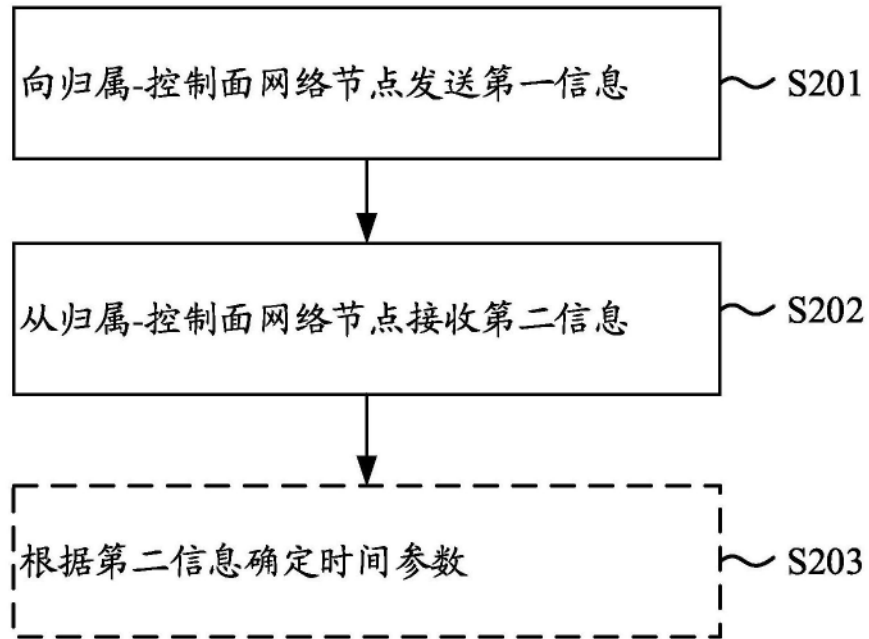 向归属-控制面网络节点发送第一信息
S201
从归属-控制面网络节点接收第二信息
S202
根据第二信息确定时间参数
S203